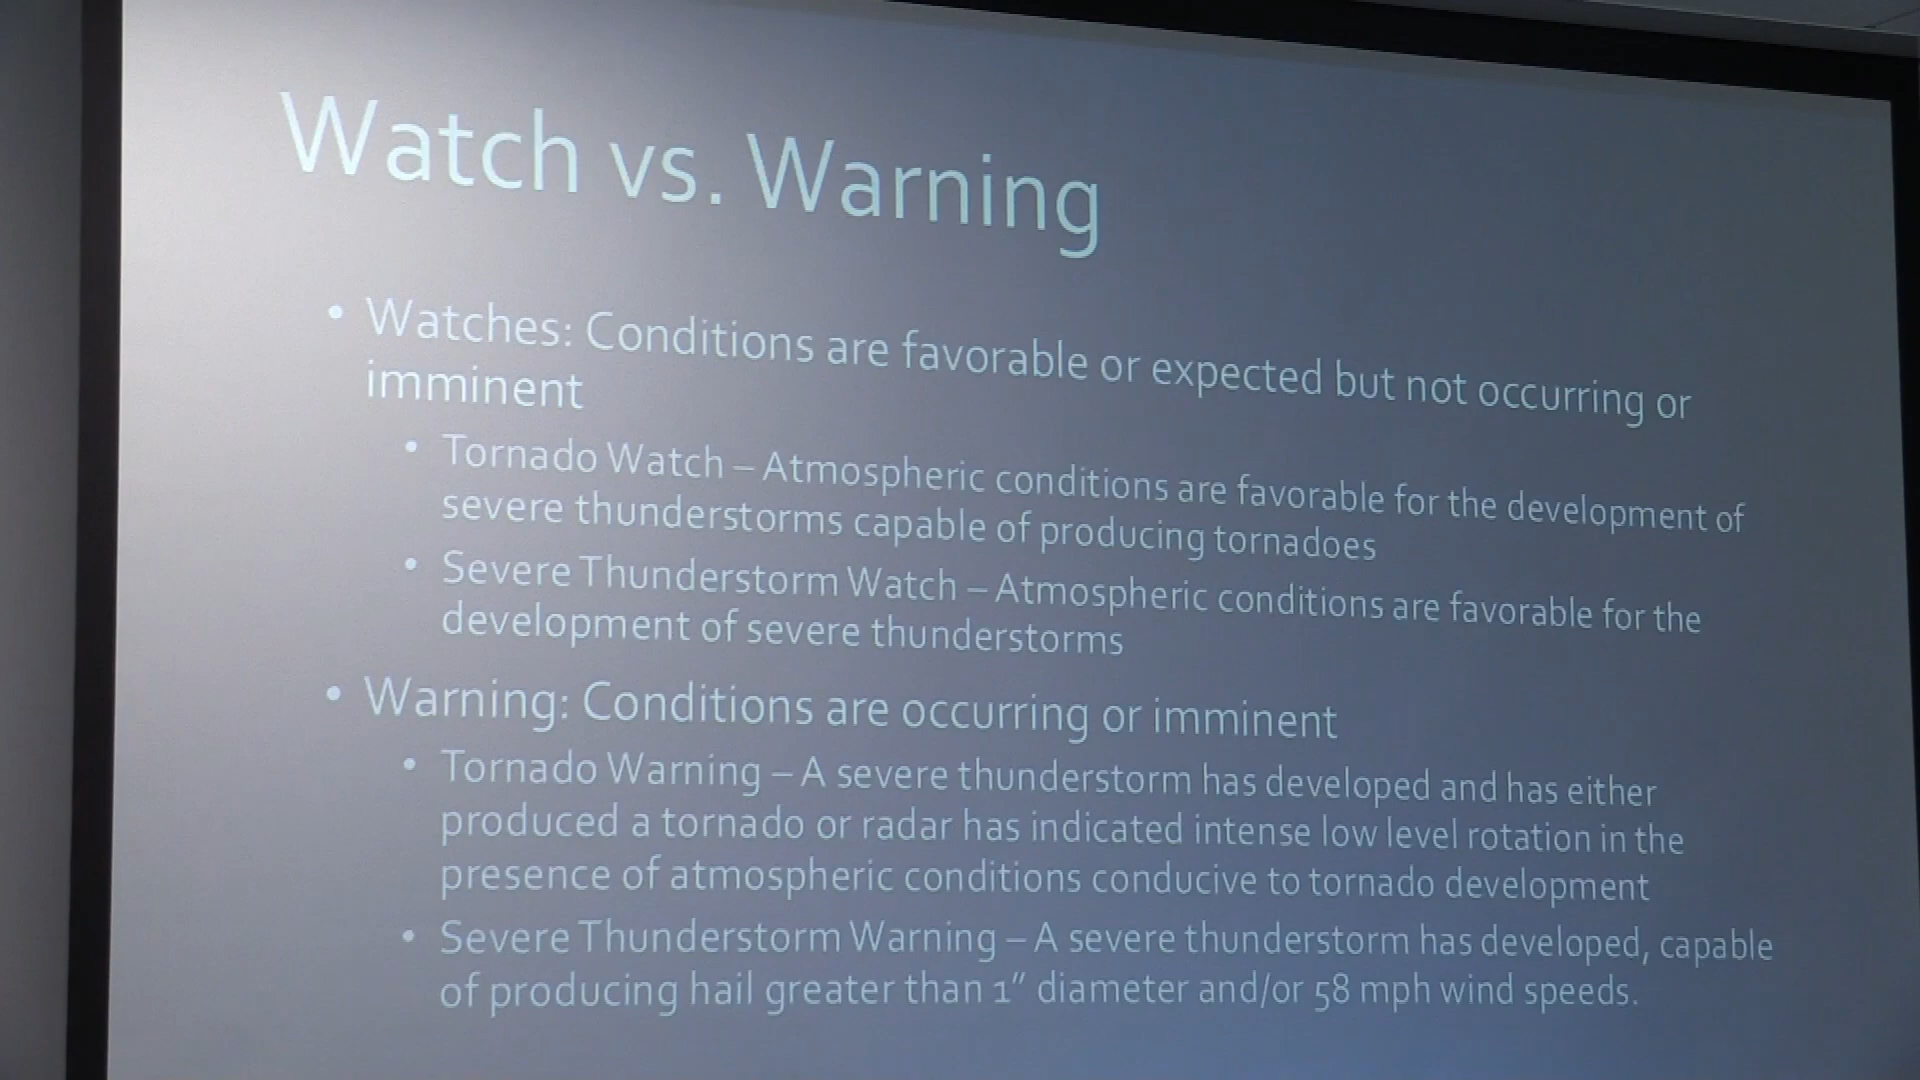 Watch vs. Warning
• Watches: Conditions are favorable or expected but not occurring or
imminent
• Tornado Watch – Atmospheric conditions are favorable for the development of
severe thunderstorms capable of producing tornadoes
• Severe Thunderstorm Watch – Atmospheric conditions are favorable for the
development of severe thunderstorms
• Warning: Conditions are occurring or imminent
• Tornado Warning – A severe thunderstorm has developed and has either
produced a tornado or radar has indicated intense low level rotation in the
presence of atmospheric conditions conducive to tornado development
• Severe Thunderstorm Warning – A severe thunderstorm has developed, capable
of producing hail greater than 1” diameter and/or 58 mph wind speeds.